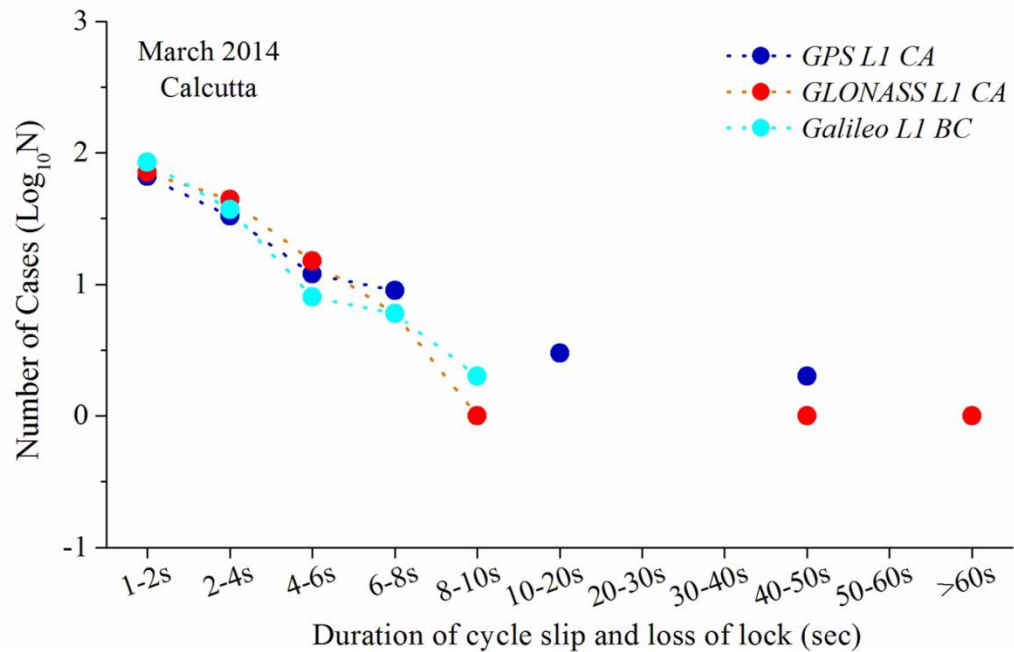 March 2014
Calcutta
GPS L1 CA
GLONASS L1 CA
Galileo L1 BC
Number of Cases (Log₁₀N)
3
2
1
0
-1
1-2s
2-4s
4-6s
6-8s
8-10s
10-20s
20-30s
30-40s
40-50s
50-60s
>60s
Duration of cycle slip and loss of lock (sec)